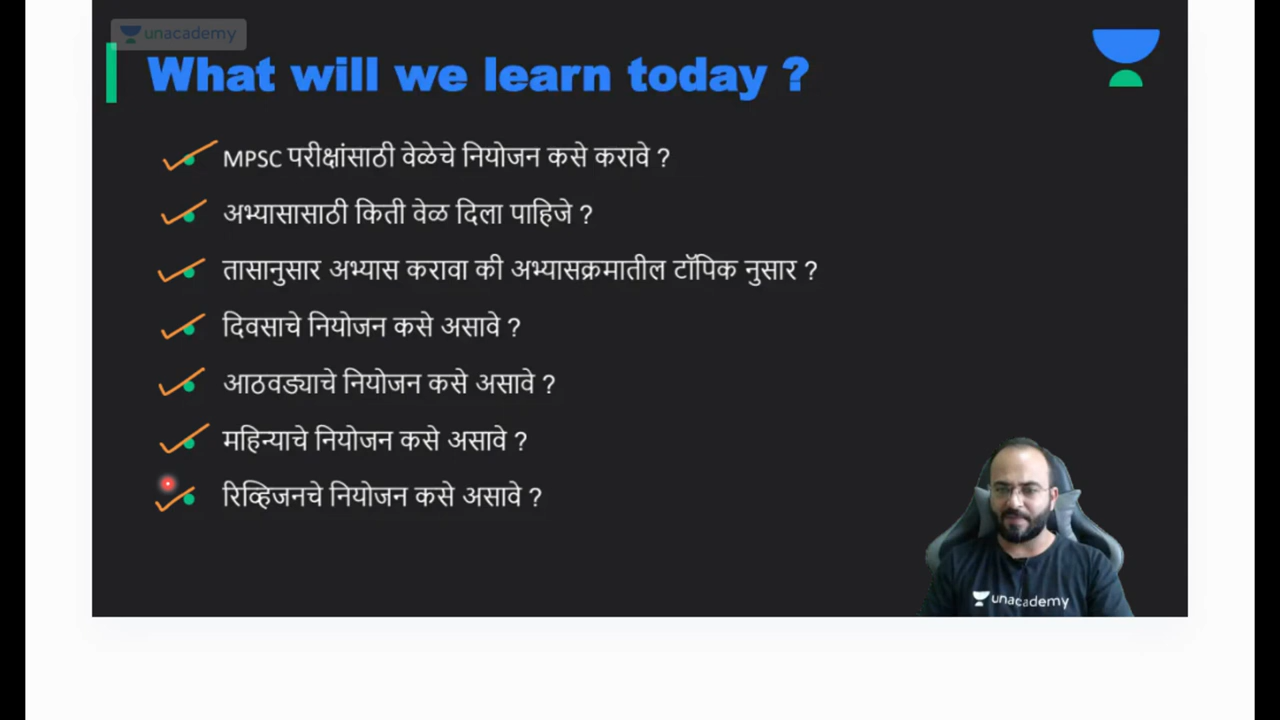 unacademy
What will we learn today ?
MPSC परीक्षांसाठी वेळेचे नियोजन कसे करावे ?
अभ्यासासाठी किती वेळ दिला पाहिजे ?
तासानुसार अभ्यास करावा की अभ्यासक्रमातील टॉपिक नुसार ?
दिवसाचे नियोजन कसे असावे ?
आठवड्याचे नियोजन कसे असावे ?
महिन्याचे नियोजन कसे असावे ?
रिव्हिजनचे नियोजन कसे असावे ?
unacademy